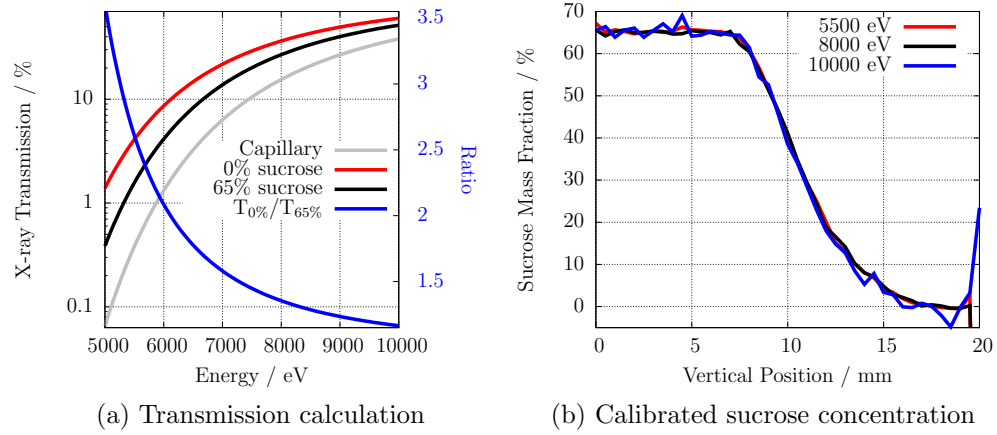 X-ray Transmission / %
10
1
0.1
5000 6000 7000 8000 9000 10000
Energy / eV
3.5
3
2.5
2
1.5
Ratio
Capillary
0% sucrose
65% sucrose
T0%/T65%
(a) Transmission calculation
Sucrose Mass Fraction / %
70
60
50
40
30
20
10
0
0 5 10 15 20
Vertical Position / mm
5500 eV
8000 eV
10000 eV
(b) Calibrated sucrose concentration